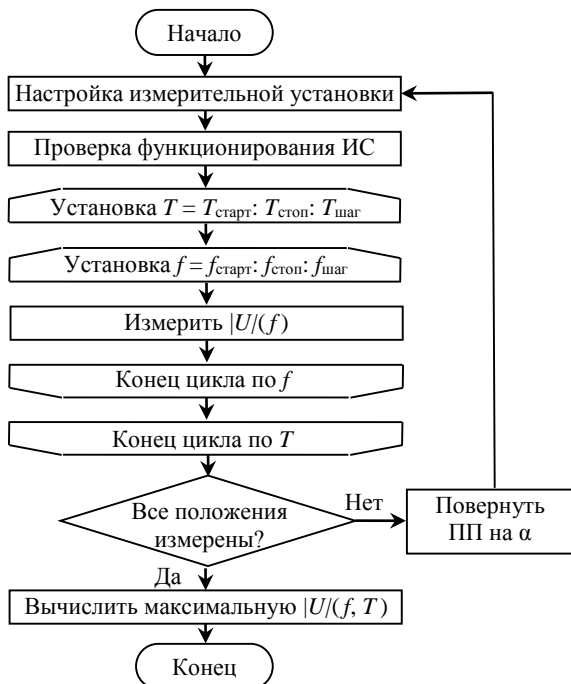 Начало
Настройка измерительной установки
Проверка функционирования ИС
Установка T = Tстарт: Tстоп: Tшаг
Установка f = fстарт: fстоп: fшаг
Измерить |U/(f)
Конец цикла по f
Конец цикла по T
Все положения
измерены?
Нет
Повернуть
ПП на α
Да
Вычислить максимальную |U/(f, T)
Конец